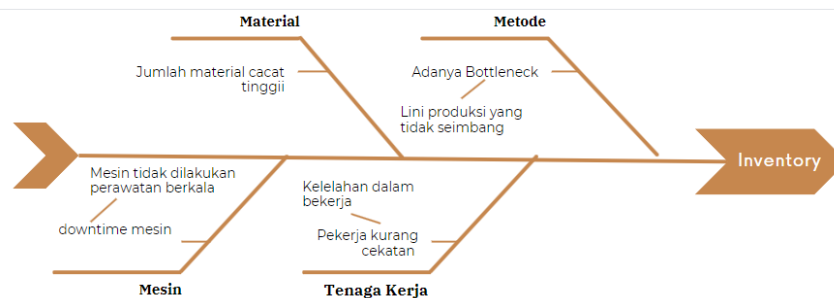 Material
Metode
Jumlah material cacat
tinggii
Adanya Bottleneck
Lini produksi yang
tidak seimbang
Inventory
Mesin tidak dilakukan
perawatan berkala
downtime mesin
Kelelahan dalam
bekerja
Pekerja kurang
cekatan
Mesin
Tenaga Kerja